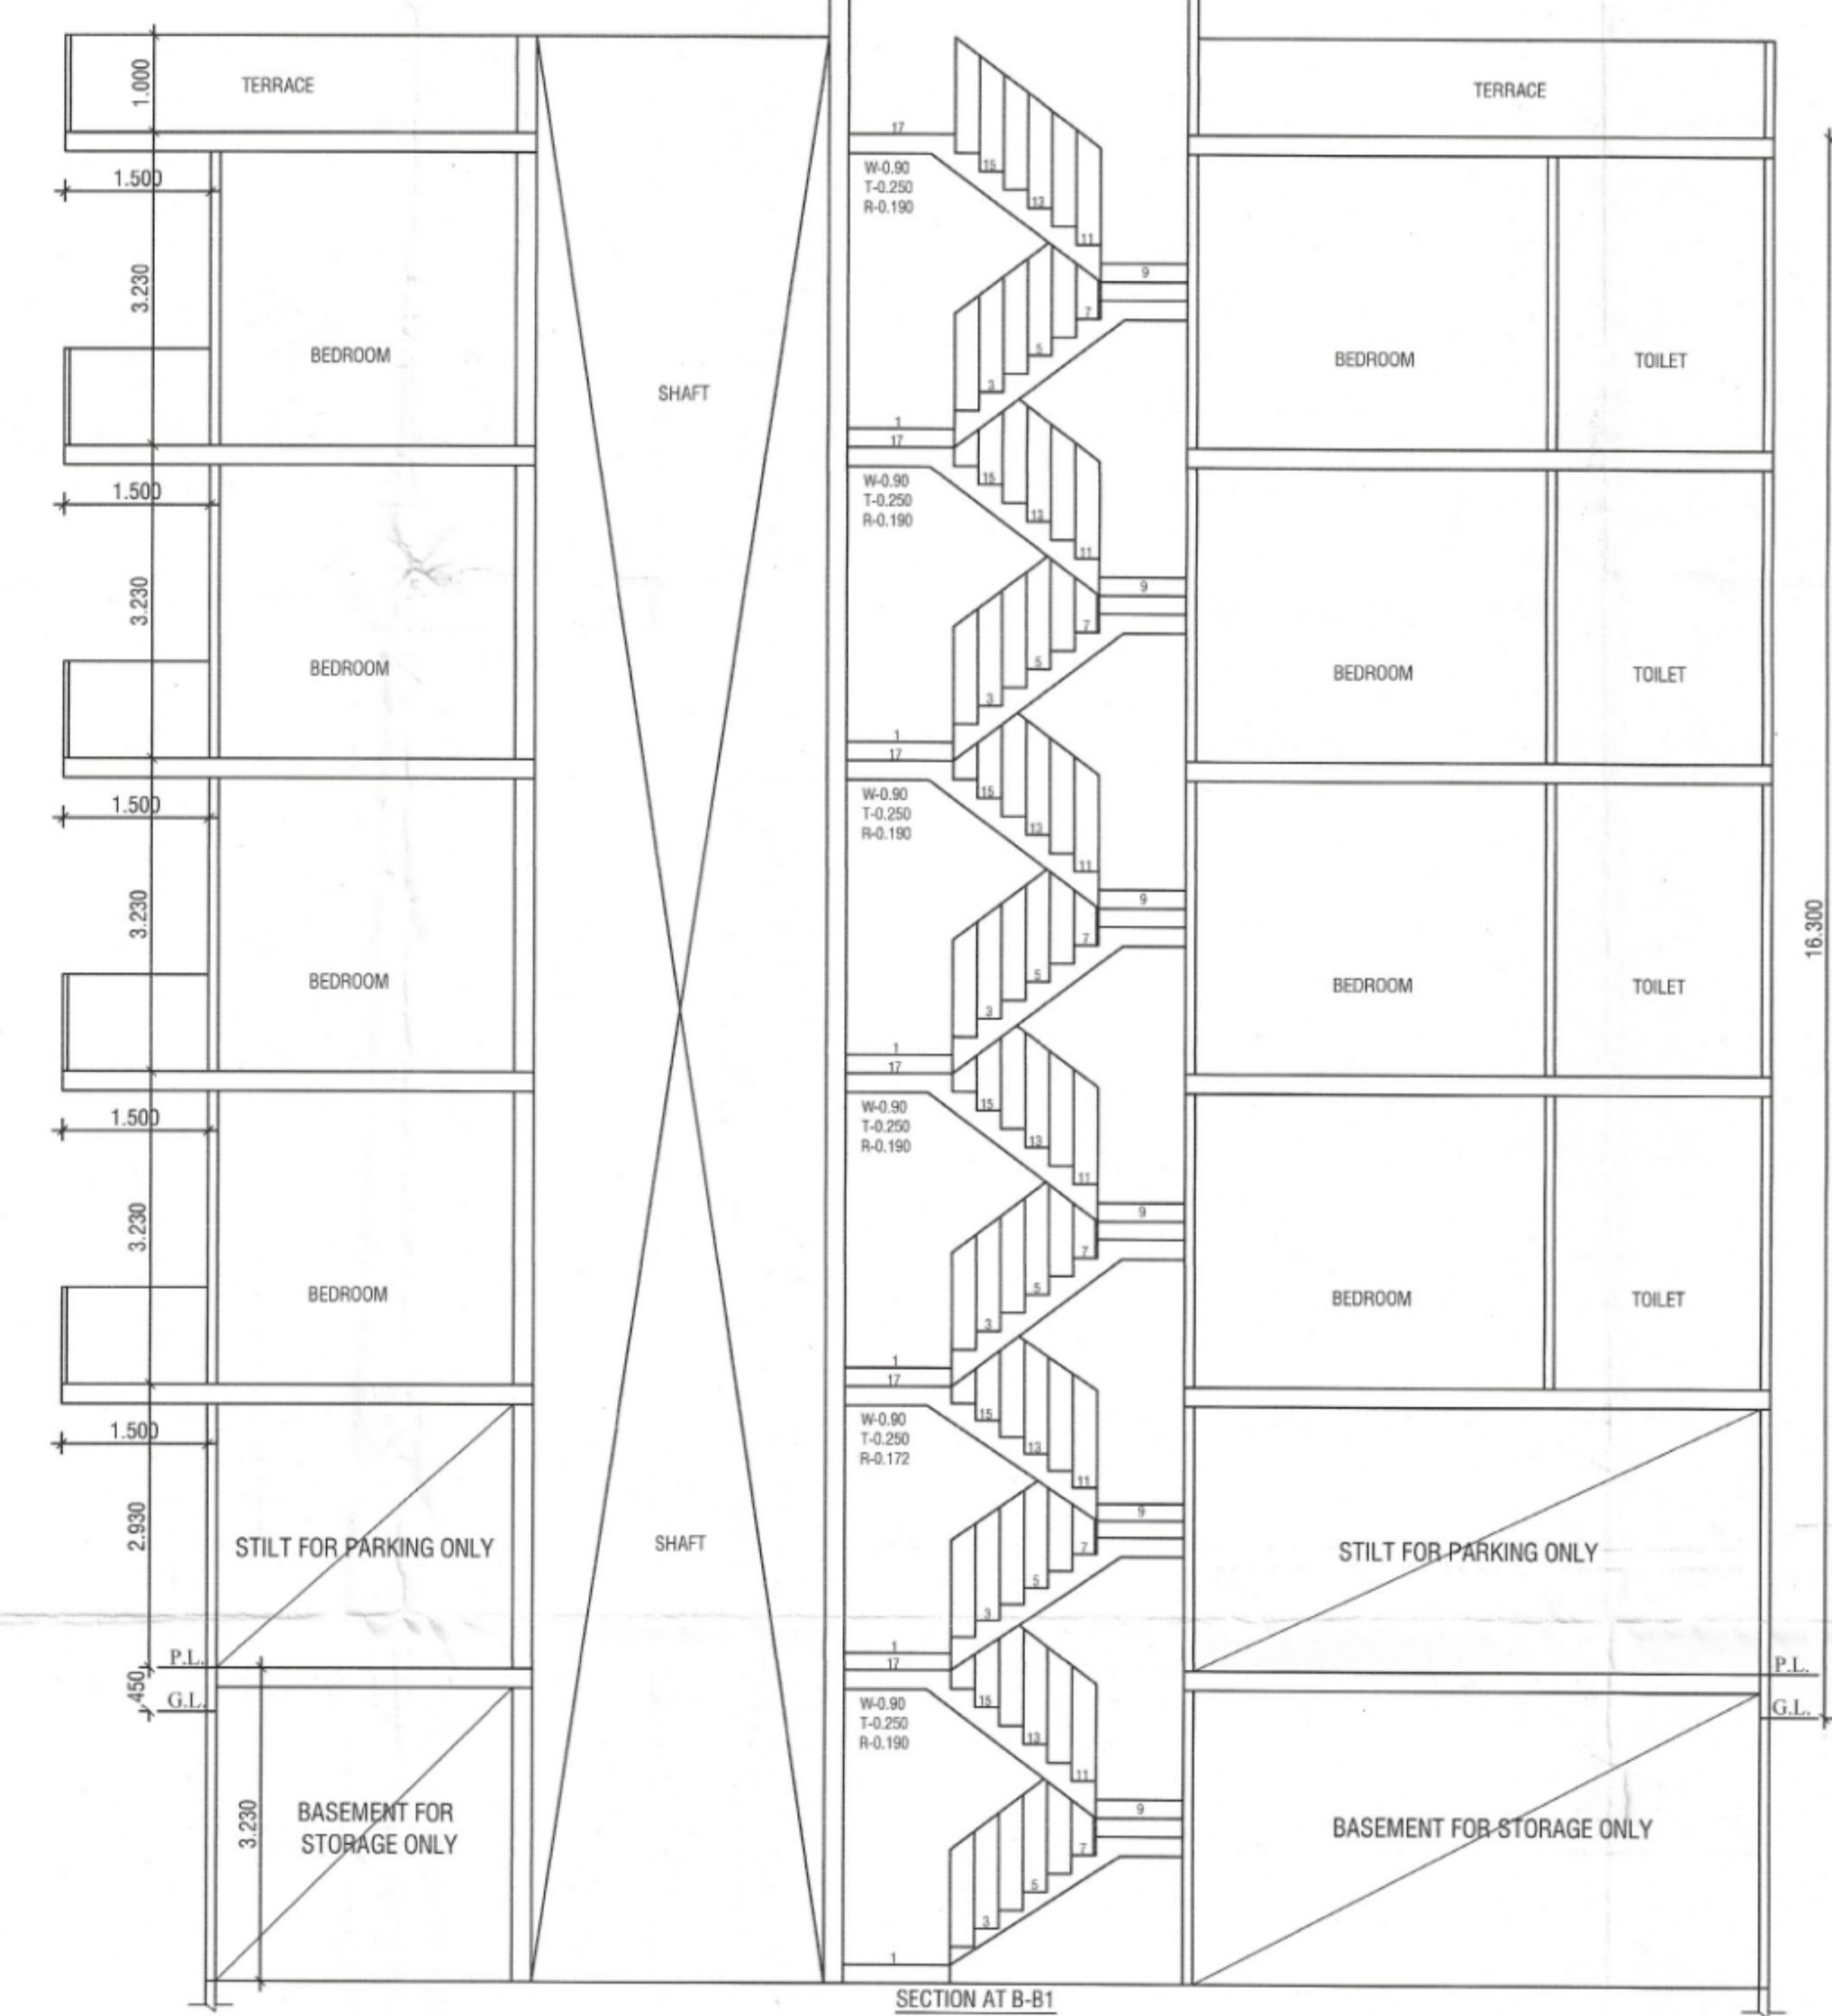 TERRACE
TERRACE
1.000
17
W-0.90
T-0.250
R-0.190
15
13
11
1.500
9
7
3.230
BEDROOM
SHAFT
5
3
BEDROOM
TOILET
1
17
W-0.90
T-0.250
R-0.190
15
13
11
1.500
9
7
3.230
BEDROOM
5
3
BEDROOM
TOILET
1
17
W-0.90
T-0.250
R-0.190
15
13
11
1.500
9
7
3.230
BEDROOM
5
3
BEDROOM
TOILET
16.300
1
17
W-0.90
T-0.250
R-0.190
15
13
11
1.500
9
7
3.230
BEDROOM
5
3
BEDROOM
TOILET
1
17
W-0.90
T-0.250
R-0.172
15
13
11
1.500
9
7
2.930
STILT FOR PARKING ONLY
SHAFT
5
3
STILT FOR PARKING ONLY
1
17
P.L.
P.L.
.450
G.L.
G.L.
W-0.90
T-0.250
R-0.190
15
13
11
9
7
3.230
BASEMENT FOR
STORAGE ONLY
5
3
BASEMENT FOR STORAGE ONLY
1
SECTION AT B-B1